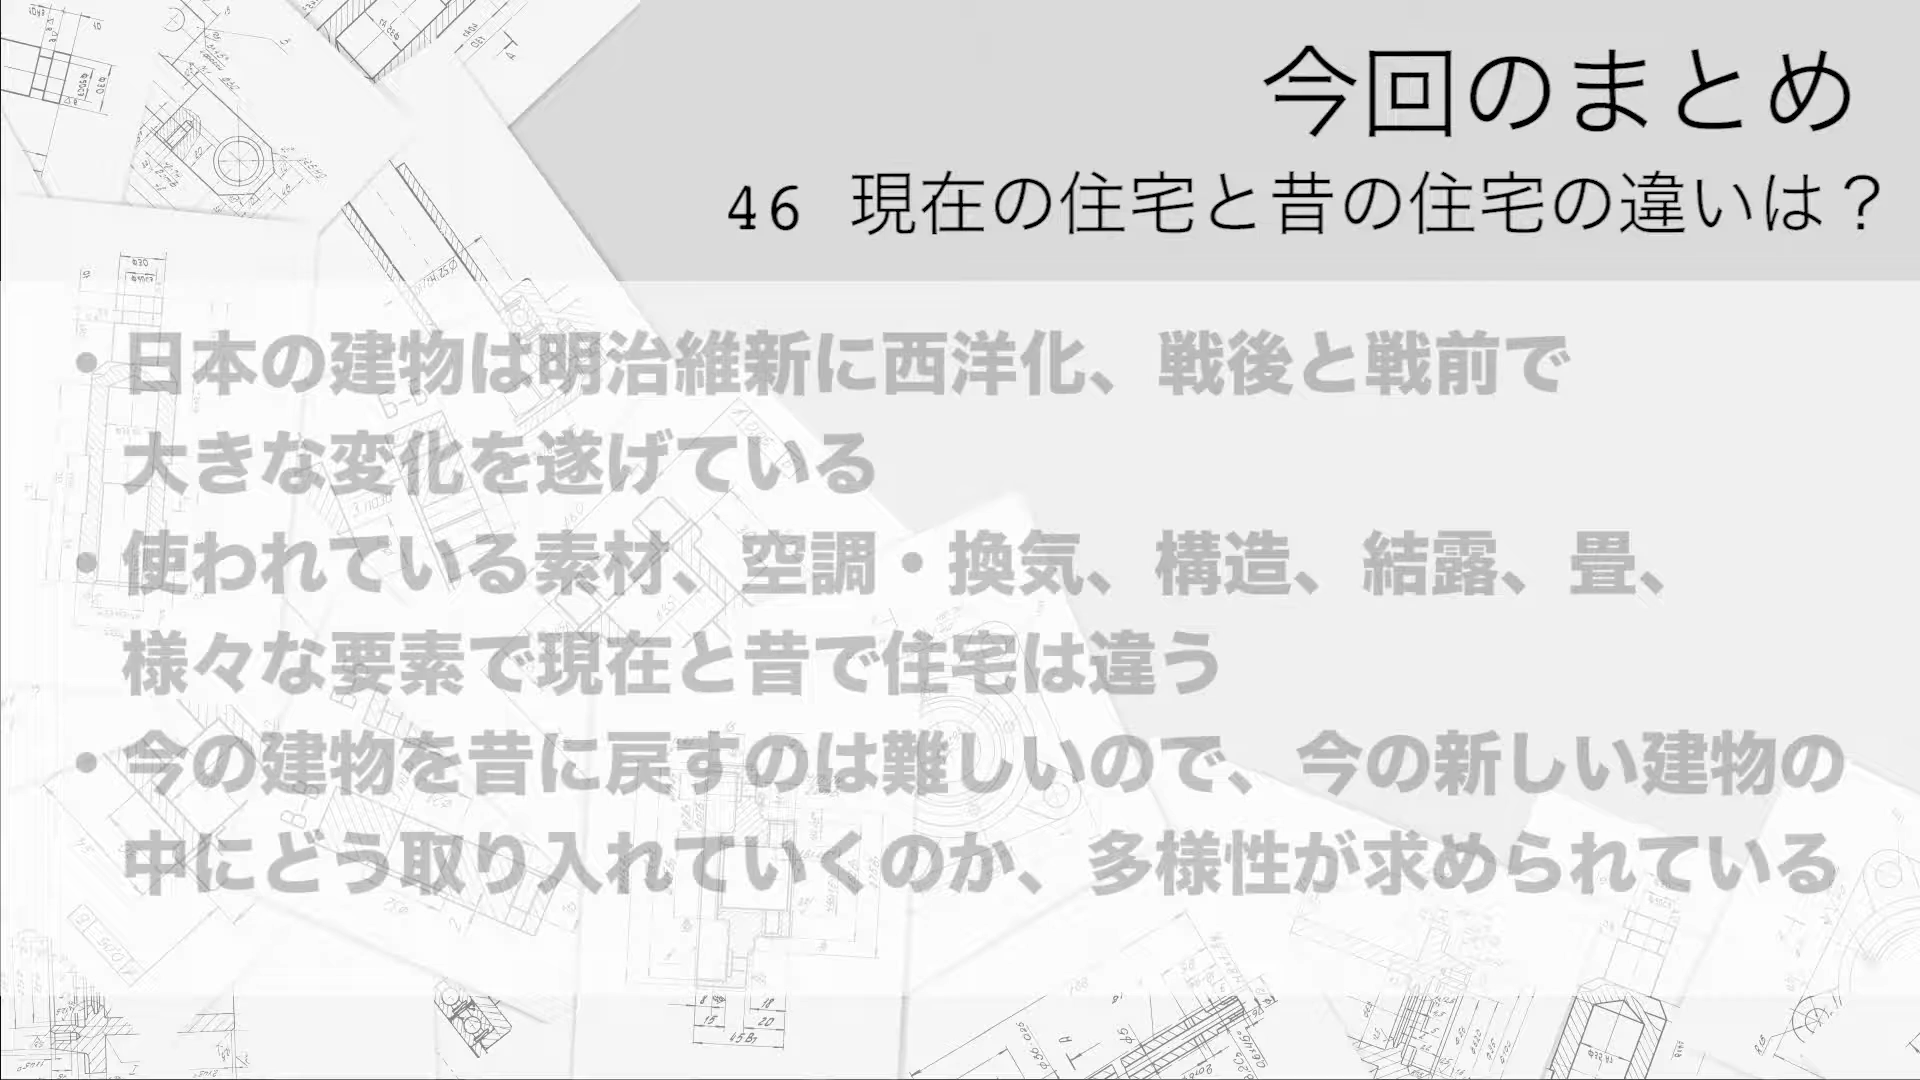 今回のまとめ
46 現在の住宅と昔の住宅の違いは？
• 日本の建物は明治維新に西洋化、戦後と戦前で
大きな変化を遂げている
• 使われている素材、空調・換気、構造、結露、畳、
様々な要素で現在と昔で住宅は違う
• 今の建物を昔に戻すのは難しいので、今の新しい建物の
中にどう取り入れていくのか、多様性が求められている